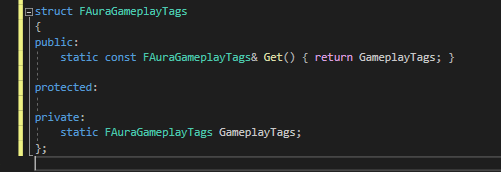 struct FAuraGameplayTags
{
public:
    static const FAuraGameplayTags& Get() { return GameplayTags; }

protected:

private:
    static FAuraGameplayTags GameplayTags;
};